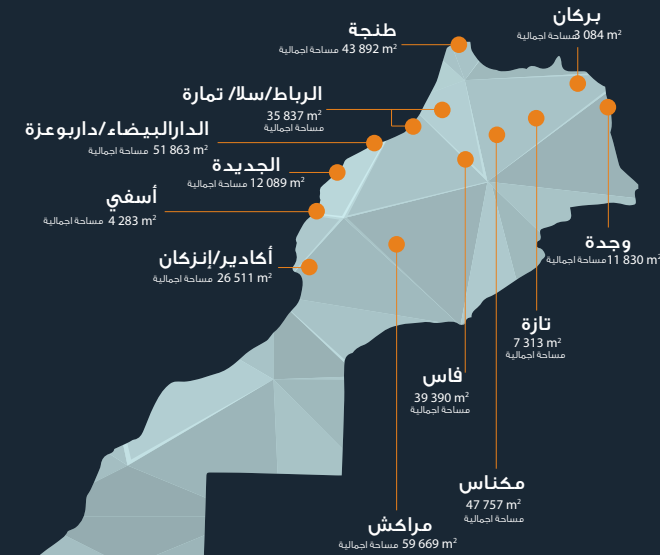 بركان
مساحة اجمالية 3 084 m²
طنجة
مساحة اجمالية 43 892 m²
الرباط/سلا/ تمارة
35 837 m²
مساحة اجمالية
الدارالبيضاء/داربوعزة
مساحة اجمالية 51 863 m²
الجديدة
مساحة اجمالية 12 089 m²
أسفي
مساحة اجمالية 4 283 m²
أكادير/إنزكان
مساحة اجمالية 26 511 m²
وجدة
مساحة اجمالية 11 830 m²
تازة
7 313 m²
مساحة اجمالية
فاس
39 390 m²
مساحة اجمالية
مكناس
47 757 m²
مساحة اجمالية
مراكش
مساحة اجمالية 59 669 m²